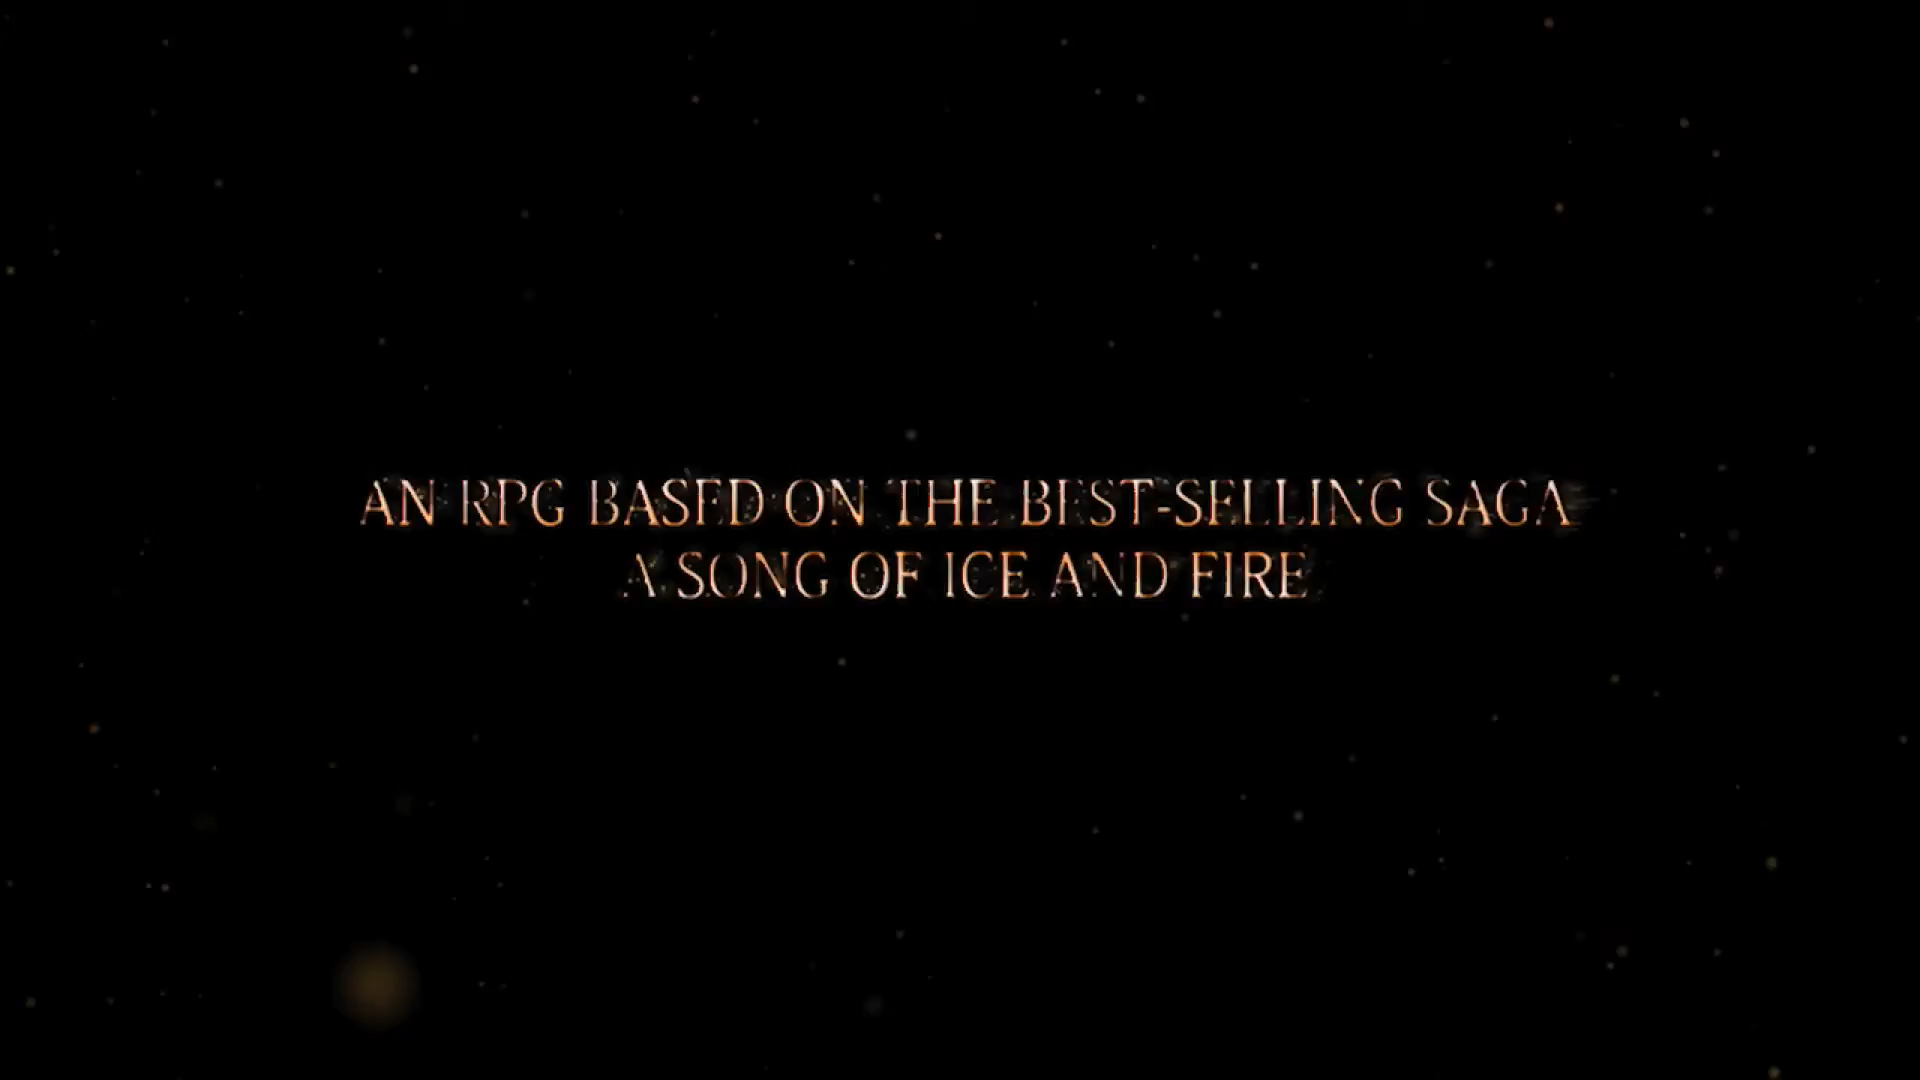 AN RPG BASED ON THE BEST-SELLING SAGA
A SONG OF ICE AND FIRE